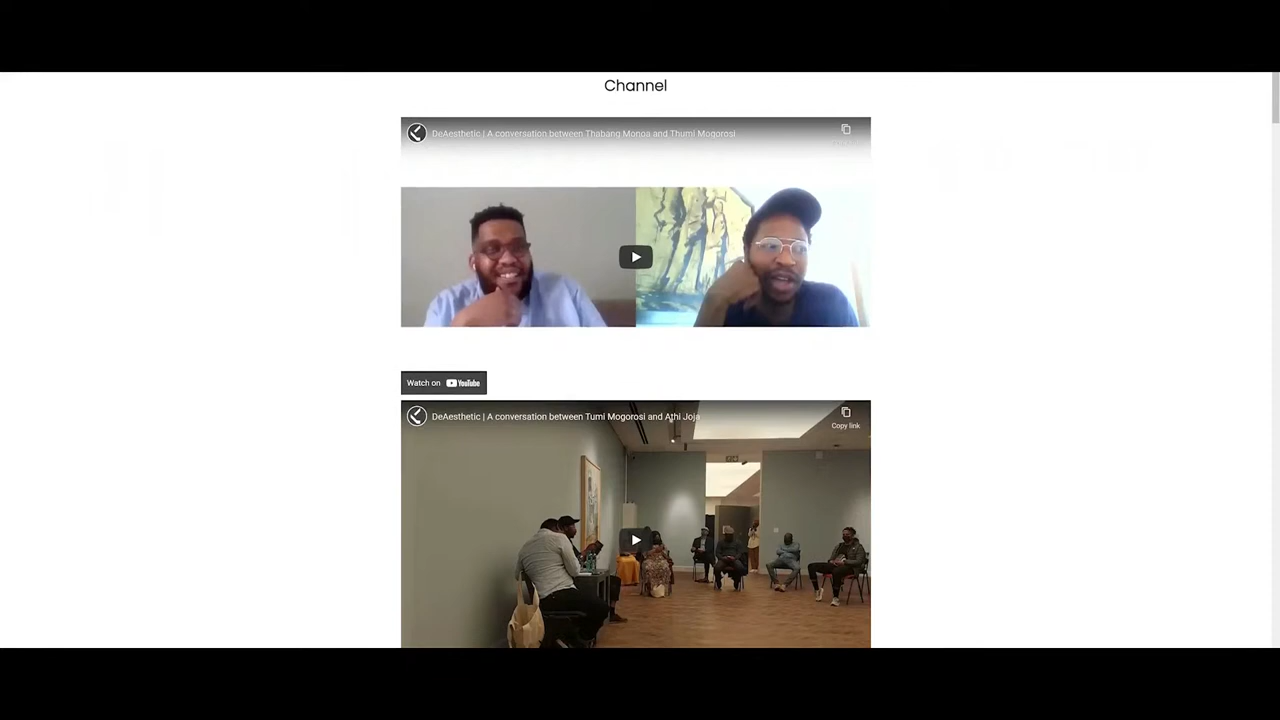 Channel
DeAesthetic | A conversation between Thabang Monoa and Thumi Mogorosi
Watch on YouTube
DeAesthetic | A conversation between Tumi Mogorosi and Athi Joja
Copy link